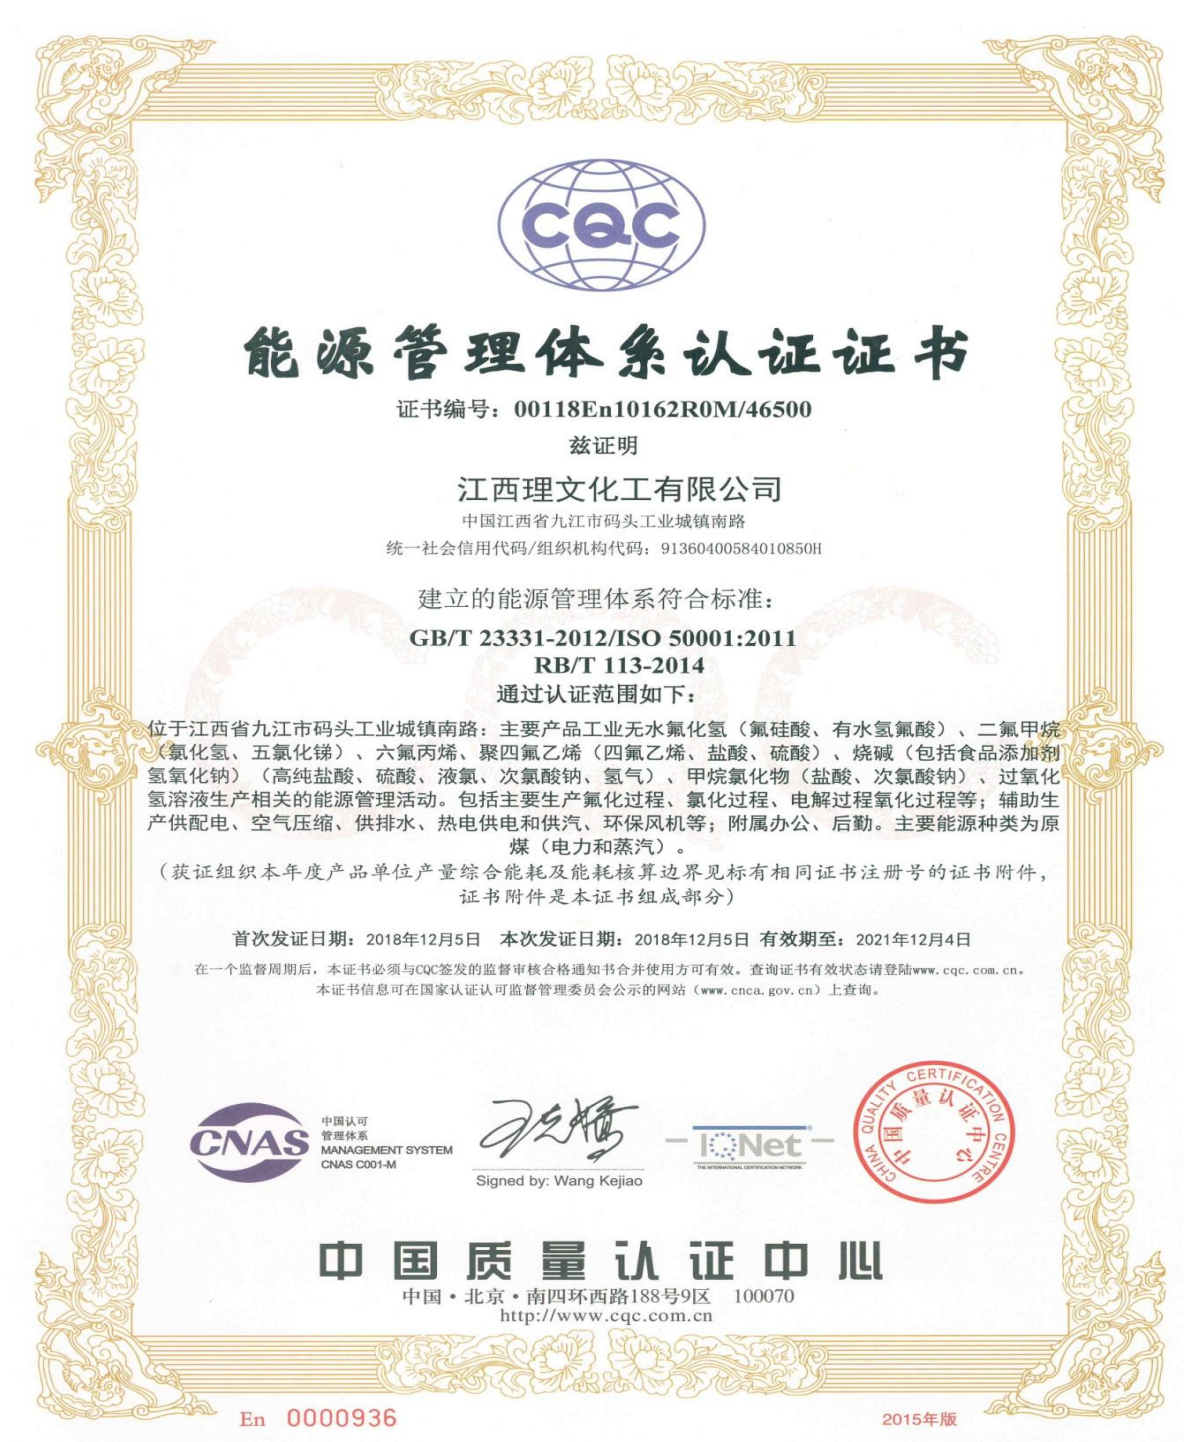 CQC
能源管理体系认证证书
证书编号：00118En10162R0M/46500
兹证明
江西理文化工有限公司
中国江西省九江市码头工业城镇南路
统一社会信用代码/组织机构代码：91360400584010850H
建立的能源管理体系符合标准：
GB/T 23331-2012/ISO 50001:2011
RB/T 113-2014
通过认证范围如下：
位于江西省九江市码头工业城镇南路：主要产品工业无水氟化氢（氟硅酸、有水氢氟酸）、二氟甲烷
（氯化氢、五氯化锑）、六氟丙烯、聚四氟乙烯（四氟乙烯、盐酸、硫酸）、烧碱（包括食品添加剂
氢氧化钠）（高纯盐酸、硫酸、液氯、次氯酸钠、氢气）、甲烷氯化物（盐酸、次氯酸钠）、过氧化
氢溶液生产相关的能源管理活动。包括主要生产氟化过程、氯化过程、电解过程氧化过程等；辅助生
产供配电、空气压缩、供排水、热电供电和供汽、环保风机等；附属办公、后勤。主要能源种类为原
煤（电力和蒸汽）。
（获证组织本年度产品单位产量综合能耗及能耗核算边界见标有相同证书注册号的证书附件，
证书附件是本证书组成部分）
首次发证日期：2018年12月5日 本次发证日期：2018年12月5日 有效期至：2021年12月4日
在一个监督周期后，本证书必须与CQC签发的监督审核合格通知书合并使用方可有效。查询证书有效状态请登陆www.cqc.com.cn。
本证书信息可在国家认证认可监督管理委员会公示的网站（www.cnca.gov.cn）上查询。
CNAS
中国认可
管理体系
MANAGEMENT SYSTEM
CNAS C001-M
Signed by: Wang Kejiao
IQNet
THE INTERNATIONAL CERTIFICATION NETWORK
CHINA QUALITY CERTIFICATION CENTRE
中国质量认证中心
中国质量认证中心
中国・北京・南四环西路188号9区 100070
http://www.cqc.com.cn
En 0000936
2015年版